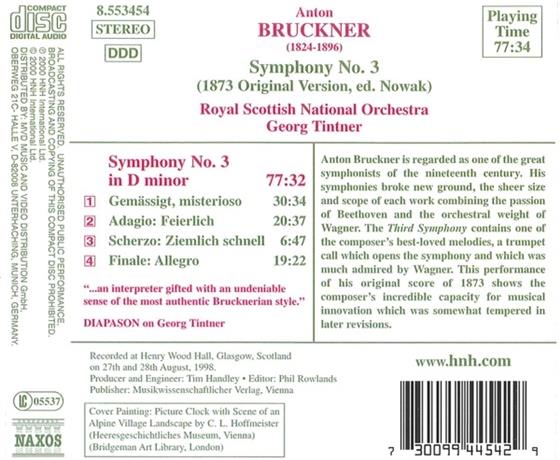 COMPACT
disc
DIGITAL AUDIO
8.553454
STEREO
DDD
Anton
BRUCKNER
(1824-1896)
Symphony No. 3
(1873 Original Version, ed. Nowak)
Royal Scottish National Orchestra
Georg Tintner
Playing
Time
77:34
ALL RIGHTS RESERVED. UNAUTHORISED PUBLIC PERFORMANCE,
BROADCASTING AND COPYING OF THIS COMPACT DISC PROHIBITED.
℗ 2000 HNH International Ltd.
© 2000 HNH International Ltd.
DISTRIBUTED BY: MVD MUSIC AND VIDEO DISTRIBUTION GmbH,
OBERWEG 21C - HALLE V, D-82008 UNTERHACHING, MUNICH, GERMANY.
Symphony No. 3
in D minor 77:32
1 Gemässigt, misterioso 30:34
2 Adagio: Feierlich 20:37
3 Scherzo: Ziemlich schnell 6:47
4 Finale: Allegro 19:22
"...an interpreter gifted with an undeniable
sense of the most authentic Brucknerian style."
DIAPASON on Georg Tintner
Anton Bruckner is regarded as one of the great
symphonists of the nineteenth century. His
symphonies broke new ground, the sheer size
and scope of each work combining the passion
of Beethoven and the orchestral weight of
Wagner. The Third Symphony contains one of
the composer's best-loved melodies, a trumpet
call which opens the symphony and which was
much admired by Wagner. This performance of
his original score of 1873 shows the
composer's incredible capacity for musical
innovation which was somewhat tempered in
later revisions.
Recorded at Henry Wood Hall, Glasgow, Scotland
on 27th and 28th August, 1998.
Producer and Engineer: Tim Handley • Editor: Phil Rowlands
Publisher: Musikwissenschaftlicher Verlag, Vienna
Cover Painting: Picture Clock with Scene of an
Alpine Village Landscape by C. L. Hoffmeister
(Heeresgeschichtliches Museum, Vienna)
(Bridgeman Art Library, London)
LC 05537
NAXOS
www.hnh.com
7 30099 44542 9